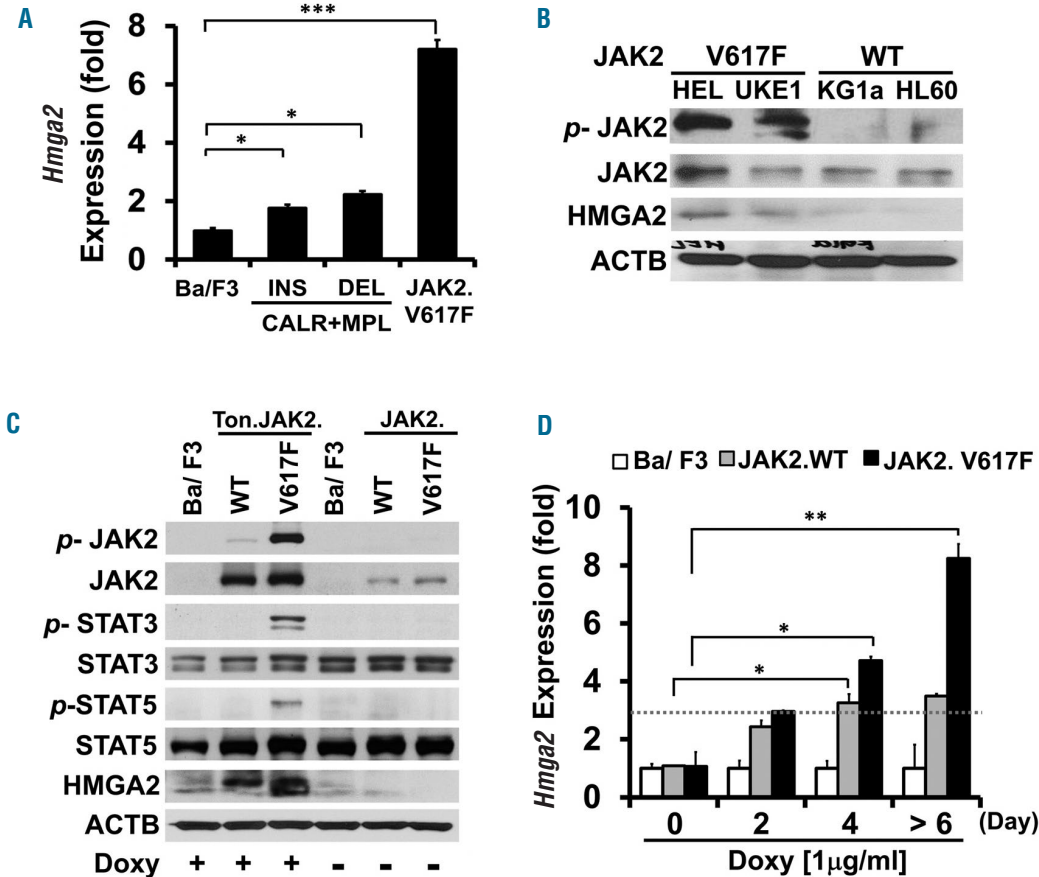 A
***
*
*
Hmga2
Expression (fold)
8
6
4
2
0
Ba/F3
INS
DEL
JAK2.
V617F
CALR+MPL
B
JAK2
V617F
WT
HEL UKE1 KG1a HL60
p- JAK2
JAK2
HMGA2
HEL
ACTB
C
Ton.JAK2.
JAK2.
Ba/ F3
WT
V617F
Ba/ F3
WT
V617F
p- JAK2
JAK2
p- STAT3
STAT3
p-STAT5
STAT5
HMGA2
ACTB
Doxy + + + - - -
D
Ba/ F3 JAK2.WT JAK2. V617F
Hmga2 Expression (fold)
10
8
6
4
2
0
**
*
*
0 2 4 > 6 (Day)
Doxy [1µg/ml]